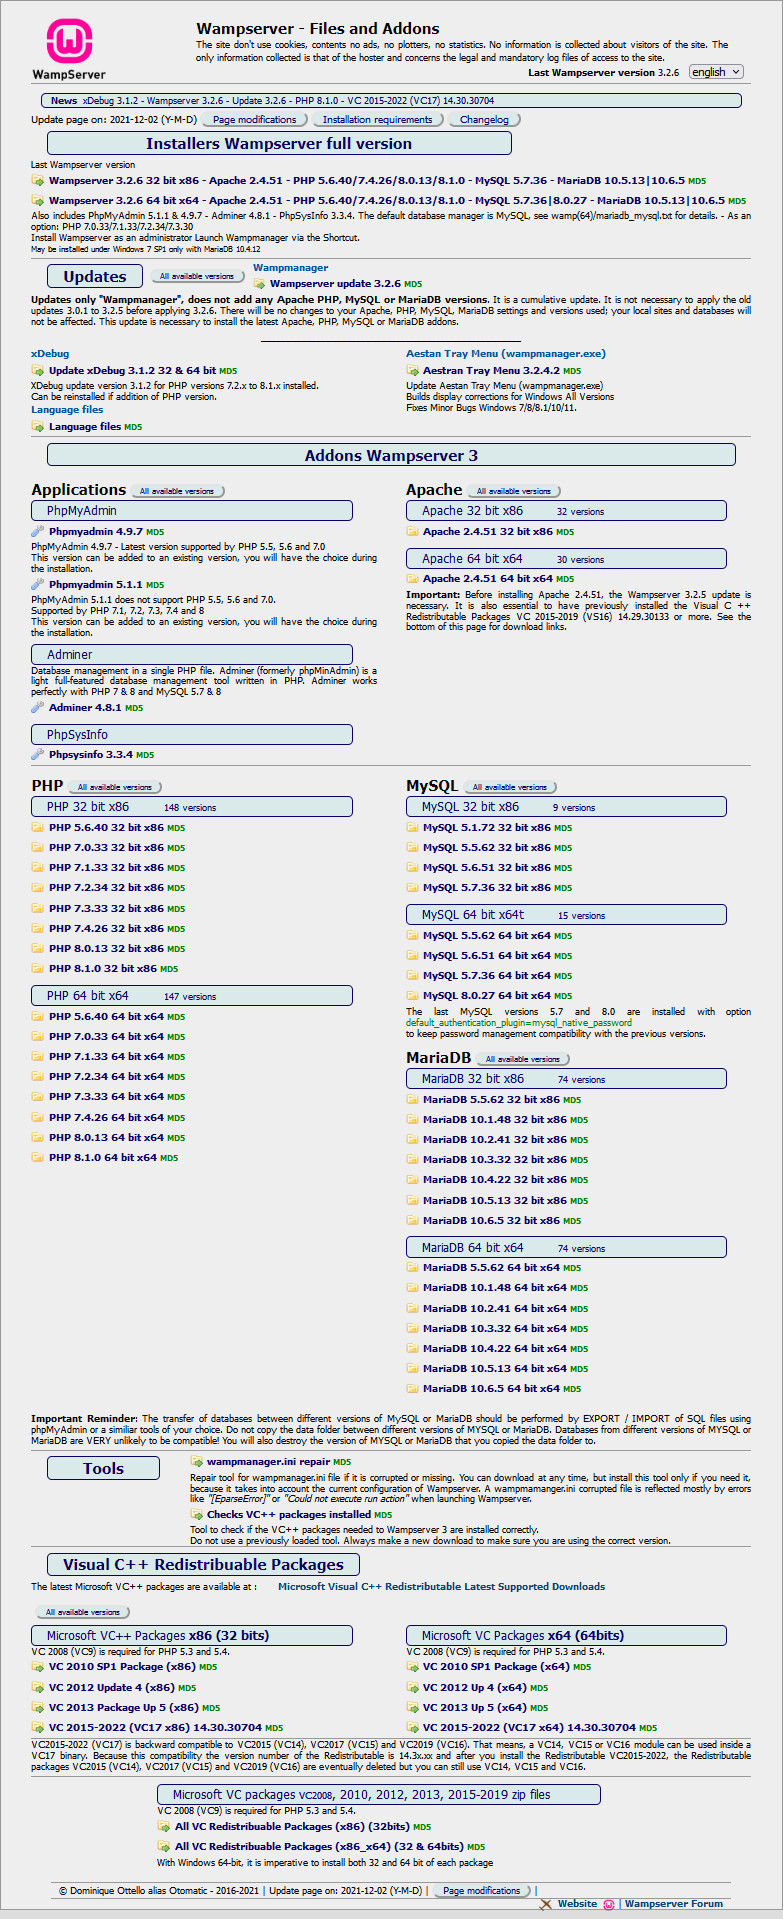 WampServer
Wampserver - Files and Addons
The site don't use cookies, contents no ads, no plotters, no statistics. No information is collected about visitors of the site. The
only information collected is that of the hoster and concerns the legal and mandatory log files of access to the site.
Last Wampserver version 3.2.6 english
News xDebug 3.1.2 - Wampserver 3.2.6 - Update 3.2.6 - PHP 8.1.0 - VC 2015-2022 (VC17) 14.30.30704
Update page on: 2021-12-02 (Y-M-D) Page modifications Installation requirements Changelog
Installers Wampserver full version
Last Wampserver version
Wampserver 3.2.6 32 bit x86 - Apache 2.4.51 - PHP 5.6.40/7.4.26/8.0.13/8.1.0 - MySQL 5.7.36 - MariaDB 10.5.13|10.6.5 MD5
Wampserver 3.2.6 64 bit x64 - Apache 2.4.51 - PHP 5.6.40/7.4.26/8.0.13/8.1.0 - MySQL 5.7.36|8.0.27 - MariaDB 10.5.13|10.6.5 MD5
Also includes PhpMyAdmin 5.1.1 & 4.9.7 - Adminer 4.8.1 - PhpSysInfo 3.3.4. The default database manager is MySQL, see wamp(64)/mariadb_mysql.txt for details. - As an
option: PHP 7.0.33/7.1.33/7.2.34/7.3.30
Install Wampserver as an administrator Launch Wampmanager via the Shortcut.
May be installed under Windows 7 SP1 only with MariaDB 10.4.12
Updates All available versions
Wampmanager
Wampserver update 3.2.6 MD5
Updates only "Wampmanager", does not add any Apache PHP, MySQL or MariaDB versions. It is a cumulative update. It is not necessary to apply the old
updates 3.0.1 to 3.2.5 before applying 3.2.6. There will be no changes to your Apache, PHP, MySQL, MariaDB settings and versions used; your local sites and databases will
not be affected. This update is necessary to install the latest Apache, PHP, MySQL or MariaDB addons.
xDebug
Update xDebug 3.1.2 32 & 64 bit MD5
XDebug update version 3.1.2 for PHP versions 7.2.x to 8.1.x installed.
Can be reinstalled if addition of PHP version.
Language files
Language files MD5
Aestan Tray Menu (wampmanager.exe)
Aestran Tray Menu 3.2.4.2 MD5
Update Aestan Tray Menu (wampmanager.exe)
Builds display corrections for Windows All Versions
Fixes Minor Bugs Windows 7/8/8.1/10/11.
Addons Wampserver 3
Applications All available versions
PhpMyAdmin
Phpmyadmin 4.9.7 MD5
PhpMyAdmin 4.9.7 - Latest version supported by PHP 5.5, 5.6 and 7.0
This version can be added to an existing version, you will have the choice during
the installation.
Phpmyadmin 5.1.1 MD5
PhpMyAdmin 5.1.1 does not support PHP 5.5, 5.6 and 7.0.
Supported by PHP 7.1, 7.2, 7.3, 7.4 and 8
This version can be added to an existing version, you will have the choice during
the installation.
Adminer
Database management in a single PHP file. Adminer (formerly phpMinAdmin) is a
light full-featured database management tool written in PHP. Adminer works
perfectly with PHP 7 & 8 and MySQL 5.7 & 8
Adminer 4.8.1 MD5
PhpSysInfo
Phpsysinfo 3.3.4 MD5
Apache All available versions
Apache 32 bit x86 32 versions
Apache 2.4.51 32 bit x86 MD5
Apache 64 bit x64 30 versions
Apache 2.4.51 64 bit x64 MD5
Important: Before installing Apache 2.4.51, the Wampserver 3.2.5 update is
necessary. It is also essential to have previously installed the Visual C ++
Redistributable Packages VC 2015-2019 (VS16) 14.29.30133 or more. See the
bottom of this page for download links.
PHP All available versions
PHP 32 bit x86 148 versions
PHP 5.6.40 32 bit x86 MD5
PHP 7.0.33 32 bit x86 MD5
PHP 7.1.33 32 bit x86 MD5
PHP 7.2.34 32 bit x86 MD5
PHP 7.3.33 32 bit x86 MD5
PHP 7.4.26 32 bit x86 MD5
PHP 8.0.13 32 bit x86 MD5
PHP 8.1.0 32 bit x86 MD5
PHP 64 bit x64 147 versions
PHP 5.6.40 64 bit x64 MD5
PHP 7.0.33 64 bit x64 MD5
PHP 7.1.33 64 bit x64 MD5
PHP 7.2.34 64 bit x64 MD5
PHP 7.3.33 64 bit x64 MD5
PHP 7.4.26 64 bit x64 MD5
PHP 8.0.13 64 bit x64 MD5
PHP 8.1.0 64 bit x64 MD5
MySQL All available versions
MySQL 32 bit x86 9 versions
MySQL 5.1.72 32 bit x86 MD5
MySQL 5.5.62 32 bit x86 MD5
MySQL 5.6.51 32 bit x86 MD5
MySQL 5.7.36 32 bit x86 MD5
MySQL 64 bit x64t 15 versions
MySQL 5.5.62 64 bit x64 MD5
MySQL 5.6.51 64 bit x64 MD5
MySQL 5.7.36 64 bit x64 MD5
MySQL 8.0.27 64 bit x64 MD5
The last MySQL versions 5.7 and 8.0 are installed with option
default_authentication_plugin=mysql_native_password
to keep password management compatibility with the previous versions.
MariaDB All available versions
MariaDB 32 bit x86 74 versions
MariaDB 5.5.62 32 bit x86 MD5
MariaDB 10.1.48 32 bit x86 MD5
MariaDB 10.2.41 32 bit x86 MD5
MariaDB 10.3.32 32 bit x86 MD5
MariaDB 10.4.22 32 bit x86 MD5
MariaDB 10.5.13 32 bit x86 MD5
MariaDB 10.6.5 32 bit x86 MD5
MariaDB 64 bit x64 74 versions
MariaDB 5.5.62 64 bit x64 MD5
MariaDB 10.1.48 64 bit x64 MD5
MariaDB 10.2.41 64 bit x64 MD5
MariaDB 10.3.32 64 bit x64 MD5
MariaDB 10.4.22 64 bit x64 MD5
MariaDB 10.5.13 64 bit x64 MD5
MariaDB 10.6.5 64 bit x64 MD5
Important Reminder: The transfer of databases between different versions of MySQL or MariaDB should be performed by EXPORT / IMPORT of SQL files using
phpMyAdmin or a similiar tools of your choice. Do not copy the data folder between different versions of MYSQL or MariaDB. Databases from different versions of MYSQL or
MariaDB are VERY unlikely to be compatible! You will also destroy the version of MYSQL or MariaDB that you copied the data folder to.
Tools
wampmanager.ini repair MD5
Repair tool for wampmanager.ini file if it is corrupted or missing. You can download at any time, but install this tool only if you need it,
because it takes into account the current configuration of Wampserver. A wampmamanger.ini corrupted file is reflected mostly by errors
like "[EparseError]" or "Could not execute run action" when launching Wampserver.
Checks VC++ packages installed MD5
Tool to check if the VC++ packages needed to Wampserver 3 are installed correctly.
Do not use a previously loaded tool. Always make a new download to make sure you are using the correct version.
Visual C++ Redistribuable Packages
The latest Microsoft VC++ packages are available at : Microsoft Visual C++ Redistributable Latest Supported Downloads
All available versions
Microsoft VC++ Packages x86 (32 bits)
VC 2008 (VC9) is required for PHP 5.3 and 5.4.
VC 2010 SP1 Package (x86) MD5
VC 2012 Update 4 (x86) MD5
VC 2013 Package Up 5 (x86) MD5
VC 2015-2022 (VC17 x86) 14.30.30704 MD5
Microsoft VC Packages x64 (64bits)
VC 2008 (VC9) is required for PHP 5.3 and 5.4.
VC 2010 SP1 Package (x64) MD5
VC 2012 Up 4 (x64) MD5
VC 2013 Up 5 (x64) MD5
VC 2015-2022 (VC17 x64) 14.30.30704 MD5
VC2015-2022 (VC17) is backward compatible to VC2015 (VC14), VC2017 (VC15) and VC2019 (VC16). That means, a VC14, VC15 or VC16 module can be used inside a
VC17 binary. Because this compatibility the version number of the Redistributable is 14.3x.xx and after you install the Redistributable VC2015-2022, the Redistributable
packages VC2015 (VC14), VC2017 (VC15) and VC2019 (VC16) are eventually deleted but you can still use VC14, VC15 and VC16.
Microsoft VC packages VC2008, 2010, 2012, 2013, 2015-2019 zip files
VC 2008 (VC9) is required for PHP 5.3 and 5.4.
All VC Redistribuable Packages (x86) (32bits) MD5
All VC Redistribuable Packages (x86_x64) (32 & 64bits) MD5
With Windows 64-bit, it is imperative to install both 32 and 64 bit of each package
© Dominique Ottello alias Otomatic - 2016-2021 | Update page on: 2021-12-02 (Y-M-D) | Page modifications |
Website | Wampserver Forum